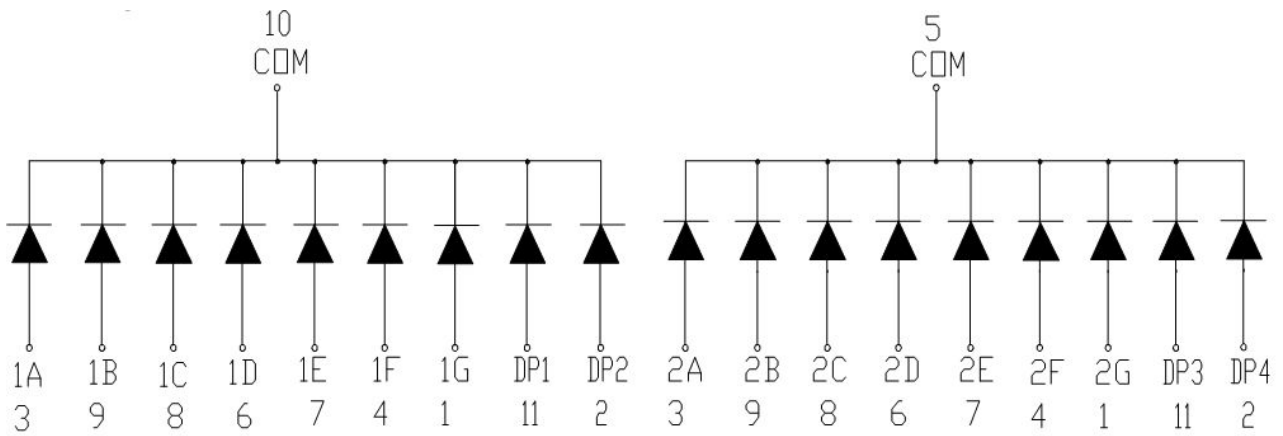 10 5
COM COM
1A 1B 1C 1D 1E 1F 1G DP1 DP2 2A 2B 2C 2D 2E 2F 2G DP3 DP4
3 9 8 6 7 4 1 11 2 3 9 8 6 7 4 1 11 2